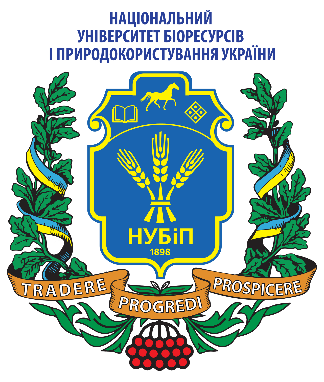 НАЦІОНАЛЬНИЙ
УНІВЕРСИТЕТ БІОРЕСУРСІВ
І ПРИРОДОКОРИСТУВАННЯ УКРАЇНИ
НУБіП
1898
TRADERE
PROGREDI
PROSPICERE